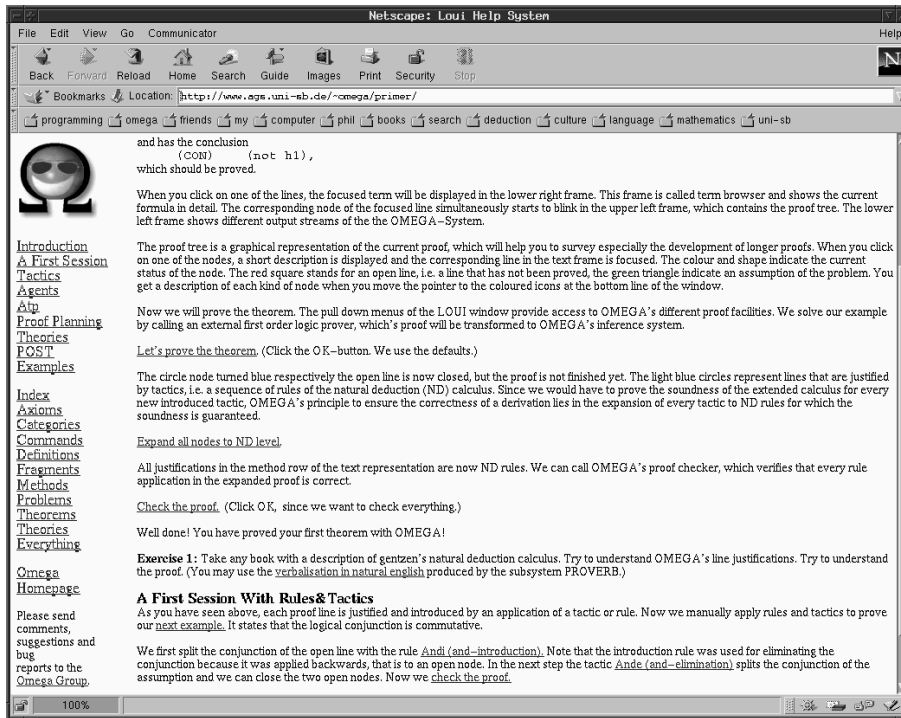 Netscape: Loui Help System
File Edit View Go Communicator Help
Back Forward Reload Home Search Guide Images Print Security Stop
N
Bookmarks Location: http://www.ags.uni-sb.de/~omega/primer/
programming omega friends my computer phil books search deduction culture language mathematics uni-sb
Introduction
A First Session
Tactics
Agents
Atp
Proof Planning
Theories
POST
Examples
Index
Axioms
Categories
Commands
Definitions
Fragments
Methods
Problems
Theorems
Theories
Everything
Omega
Homepage
Please send
comments,
suggestions and
bug
reports to the
Omega Group.
and has the conclusion
(CON) (not h1),
which should be proved.
When you click on one of the lines, the focused term will be displayed in the lower right frame. This frame is called term browser and shows the current
formula in detail. The corresponding node of the focused line simultaneously starts to blink in the upper left frame, which contains the proof tree. The lower
left frame shows different output streams of the the OMEGA-System.
The proof tree is a graphical representation of the current proof, which will help you to survey especially the development of longer proofs. When you click
on one of the nodes, a short description is displayed and the corresponding line in the text frame is focused. The colour and shape indicate the current
status of the node. The red square stands for an open line, i.e. a line that has not been proved, the green triangle indicate an assumption of the problem. You
get a description of each kind of node when you move the pointer to the coloured icons at the bottom line of the window.
Now we will prove the theorem. The pull down menus of the LOUI window provide access to OMEGA's different proof facilities. We solve our example
by calling an external first order logic prover, which's proof will be transformed to OMEGA's inference system.
Let's prove the theorem. (Click the OK-button. We use the defaults.)
The circle node turned blue respectively the open line is now closed, but the proof is not finished yet. The light blue circles represent lines that are justified
by tactics, i.e. a sequence of rules of the natural deduction (ND) calculus. Since we would have to prove the soundness of the extended calculus for every
new introduced tactic, OMEGA's principle to ensure the correctness of a derivation lies in the expansion of every tactic to ND rules for which the
soundness is guaranteed.
Expand all nodes to ND level.
All justifications in the method row of the text representation are now ND rules. We can call OMEGA's proof checker, which verifies that every rule
application in the expanded proof is correct.
Check the proof. (Click OK, since we want to check everything.)
Well done! You have proved your first theorem with OMEGA!
Exercise 1: Take any book with a description of gentzen's natural deduction calculus. Try to understand OMEGA's line justifications. Try to understand
the proof. (You may use the verbalisation in natural english produced by the subsystem PROVERB.)
A First Session With Rules&Tactics
As you have seen above, each proof line is justified and introduced by an application of a tactic or rule. Now we manually apply rules and tactics to prove
our next example. It states that the logical conjunction is commutative.
We first split the conjunction of the open line with the rule Andi (and-introduction). Note that the introduction rule was used for eliminating the
conjunction because it was applied backwards, that is to an open node. In the next step the tactic Ande (and-elimination) splits the conjunction of the
assumption and we can close the two open nodes. Now we check the proof.
100%